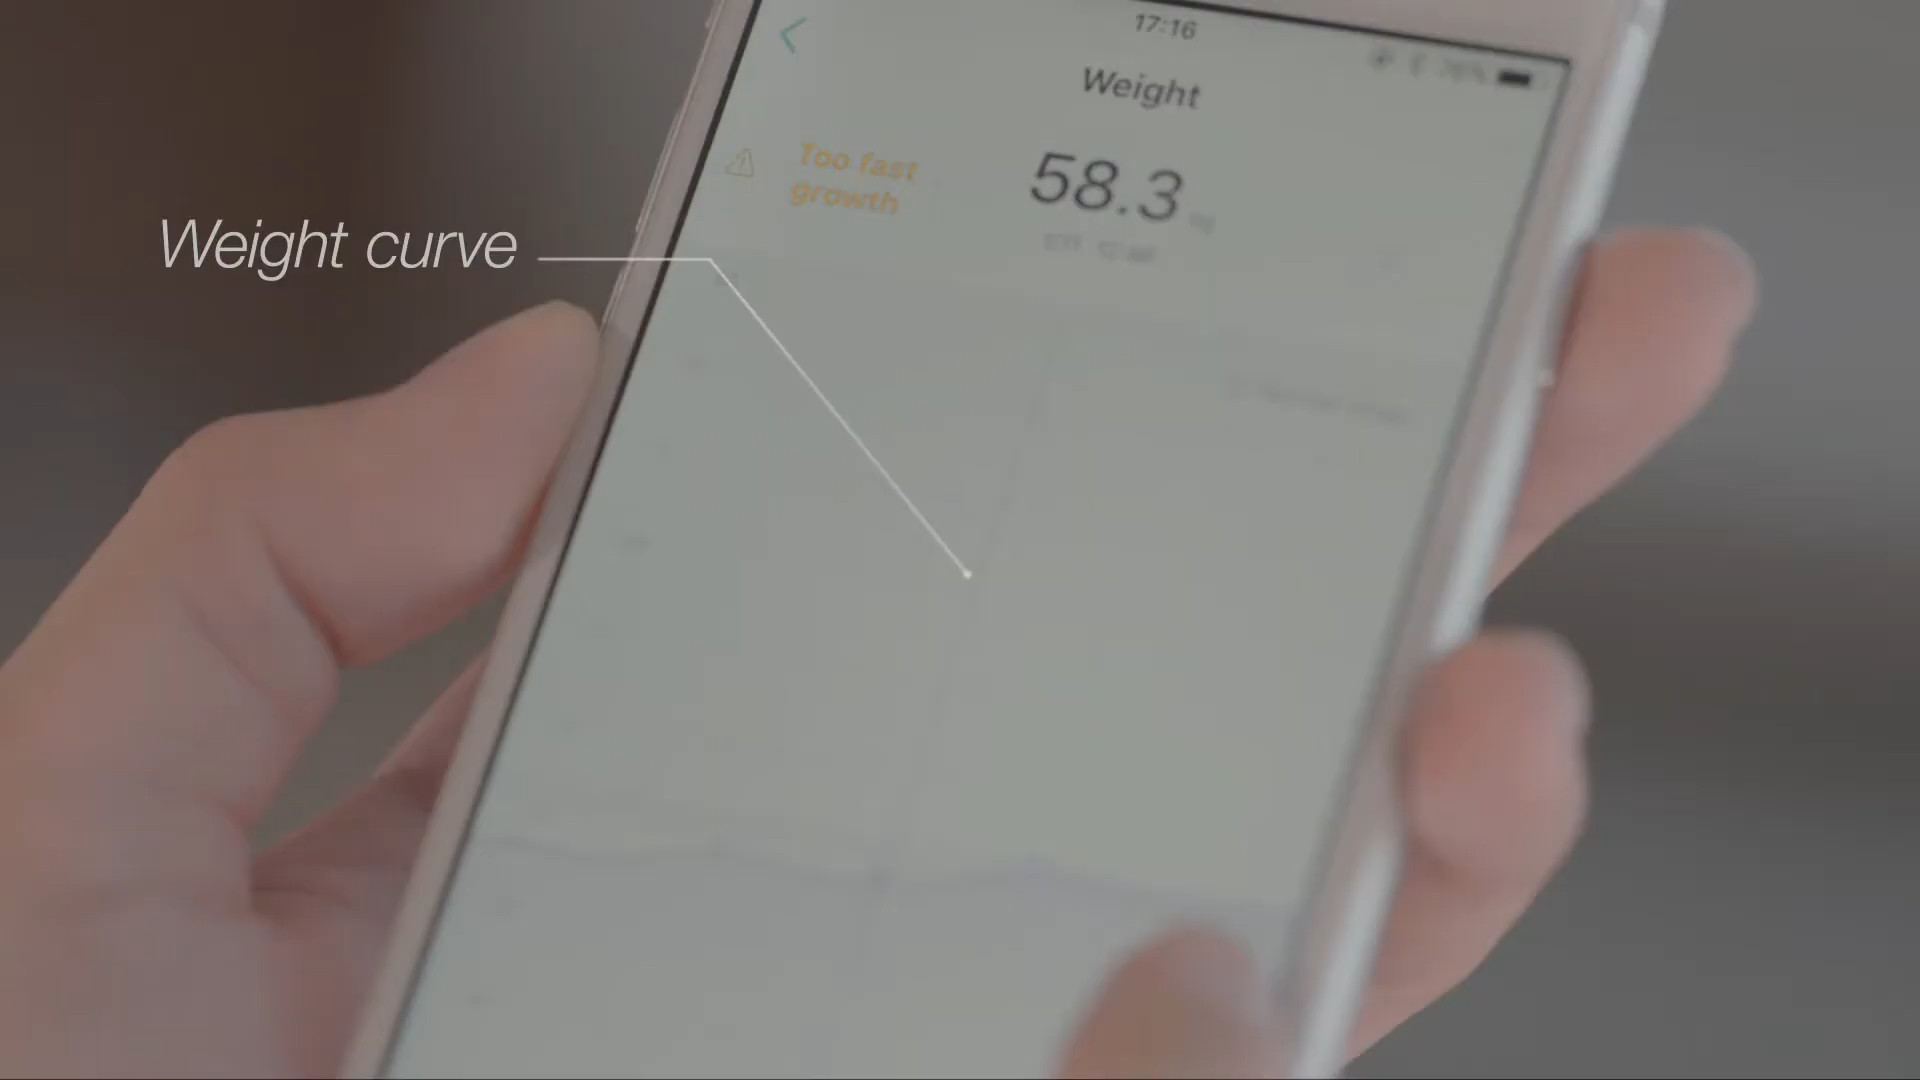 17:16
Weight
Too fast
growth
58.3
Weight curve